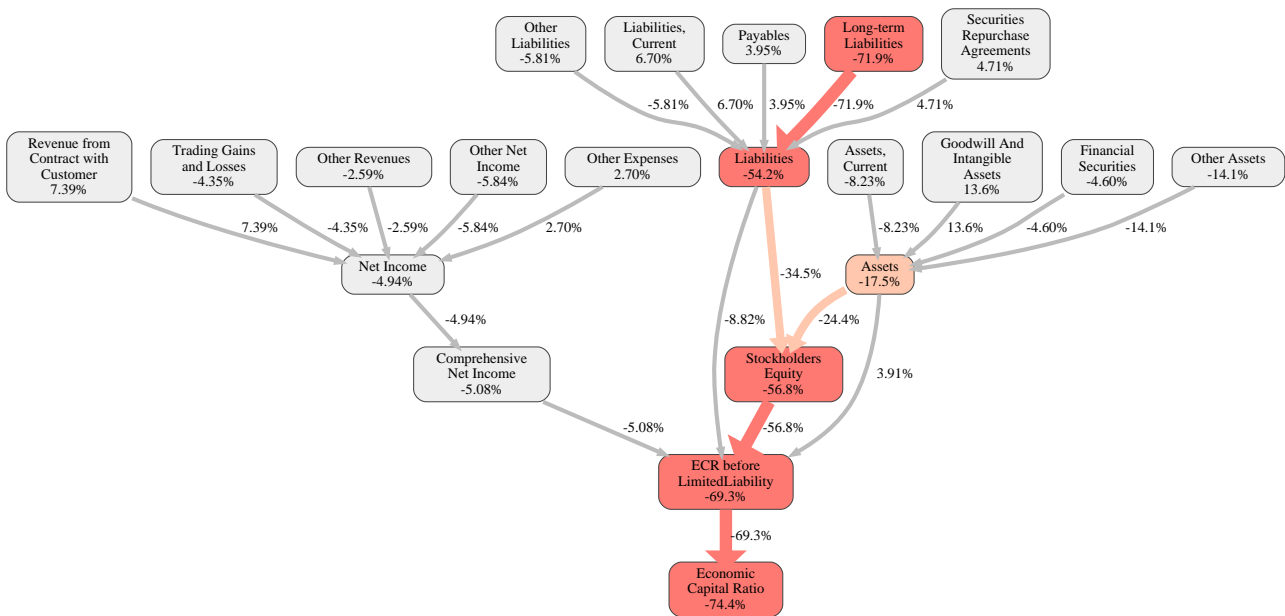 Other
Liabilities
-5.81%
Liabilities,
Current
6.70%
Payables
3.95%
Long-term
Liabilities
-71.9%
Securities
Repurchase
Agreements
4.71%
-5.81%
6.70%
3.95%
-71.9%
4.71%
Revenue from
Contract with
Customer
7.39%
Trading Gains
and Losses
-4.35%
Other Revenues
-2.59%
Other Net
Income
-5.84%
Other Expenses
2.70%
Liabilities
-54.2%
Assets,
Current
-8.23%
Goodwill And
Intangible
Assets
13.6%
Financial
Securities
-4.60%
Other Assets
-14.1%
7.39%
-4.35%
-2.59%
-5.84%
2.70%
-8.23%
13.6%
-4.60%
-14.1%
Net Income
-4.94%
-34.5%
Assets
-17.5%
-4.94%
-8.82%
-24.4%
Comprehensive
Net Income
-5.08%
Stockholders
Equity
-56.8%
3.91%
-5.08%
-56.8%
ECR before
LimitedLiability
-69.3%
-69.3%
Economic
Capital Ratio
-74.4%